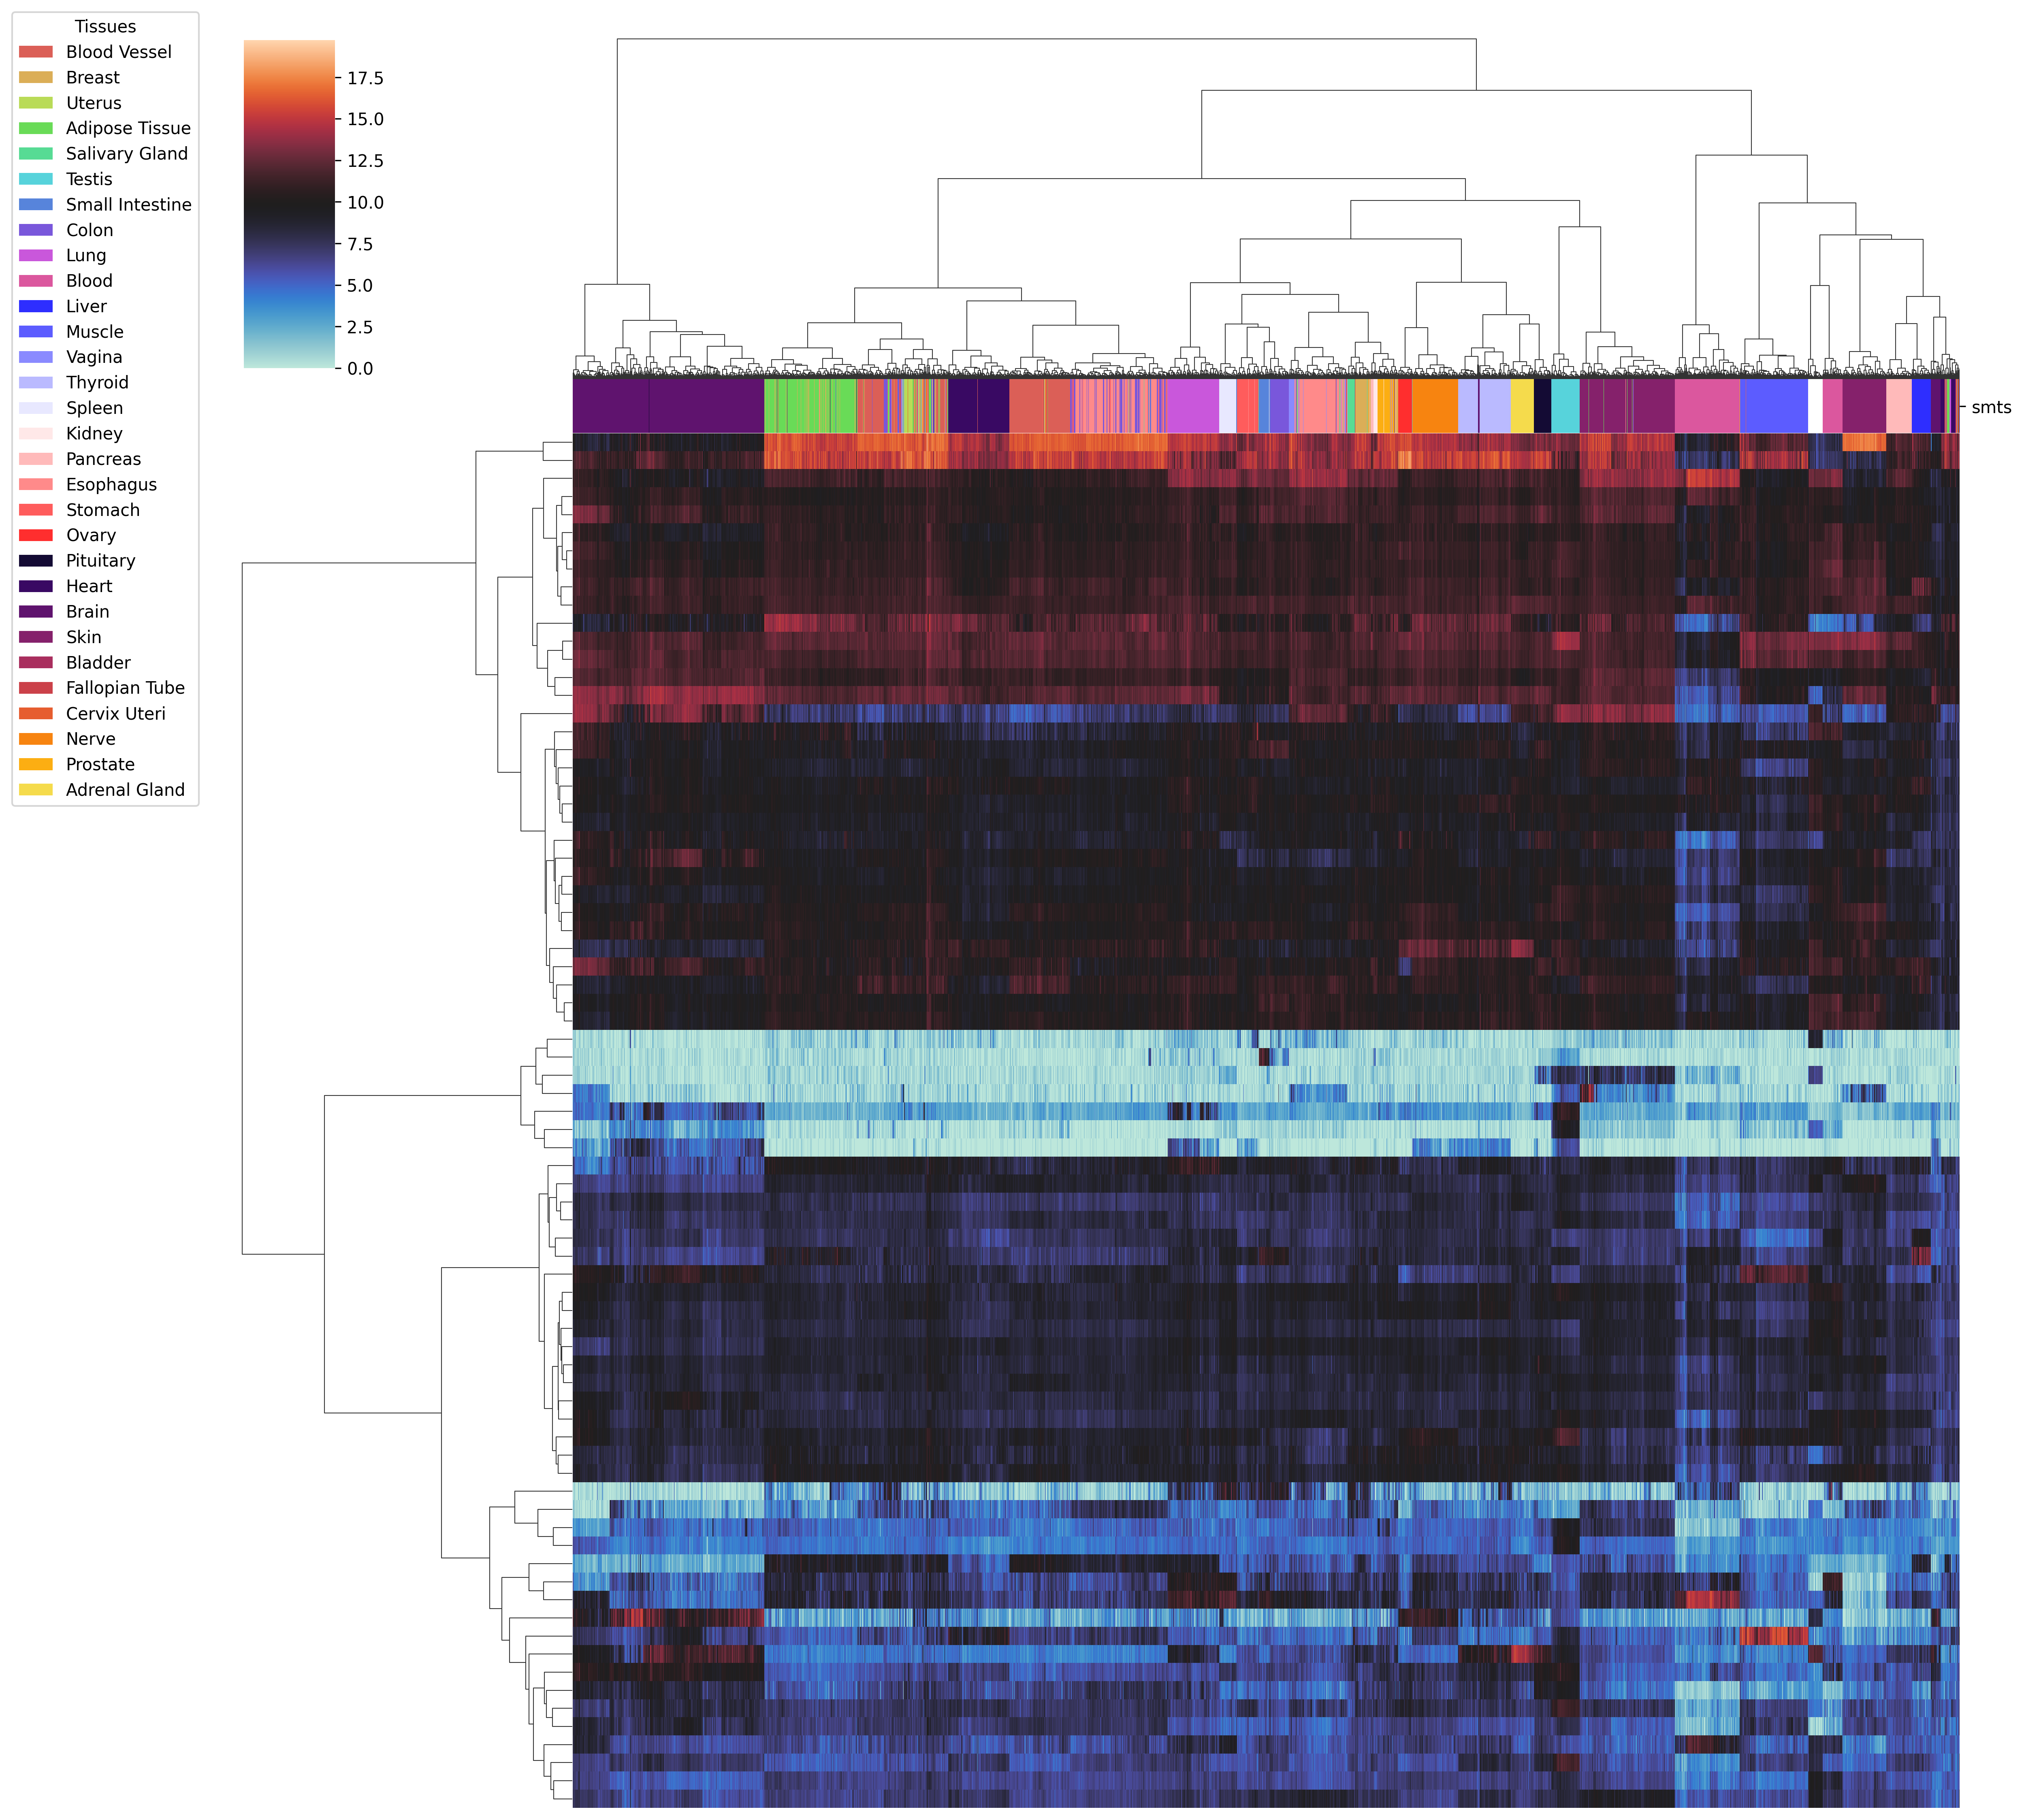 Tissues
Blood Vessel
Breast
Uterus
Adipose Tissue
Salivary Gland
Testis
Small Intestine
Colon
Lung
Blood
Liver
Muscle
Vagina
Thyroid
Spleen
Kidney
Pancreas
Esophagus
Stomach
Ovary
Pituitary
Heart
Brain
Skin
Bladder
Fallopian Tube
Cervix Uteri
Nerve
Prostate
Adrenal Gland
17.5
15.0
12.5
10.0
7.5
5.0
2.5
0.0
smts